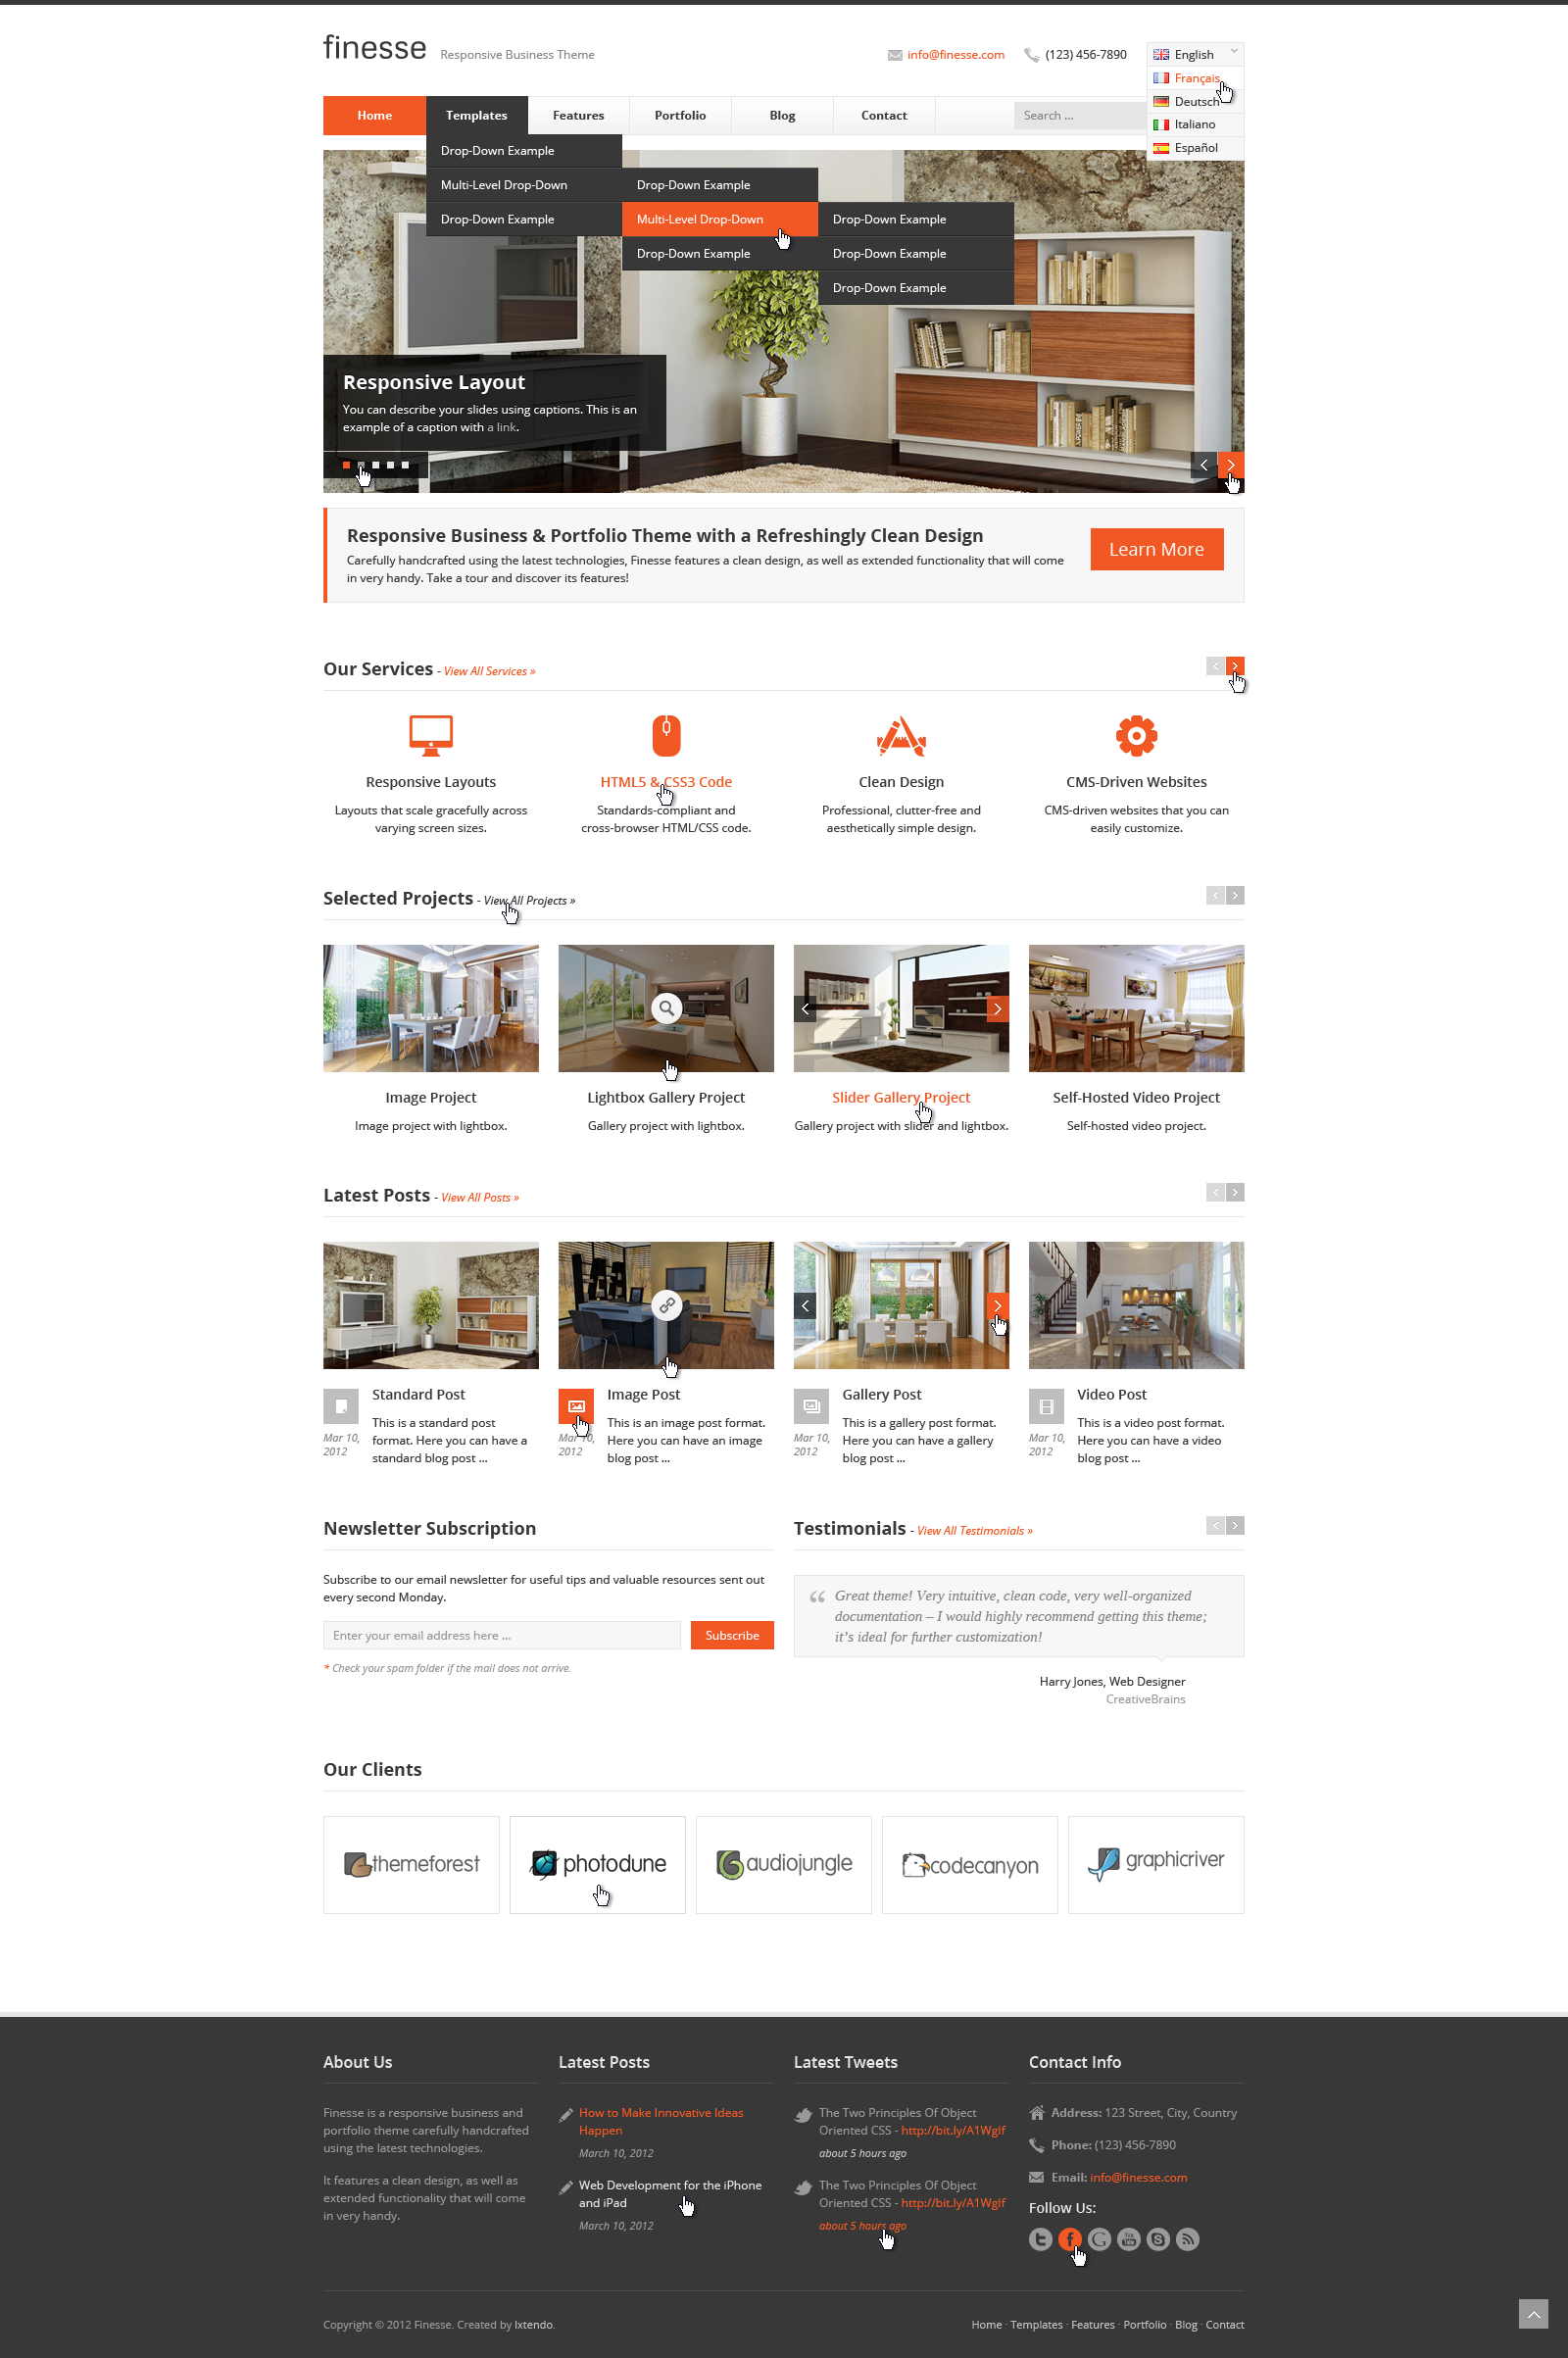 finesse
Responsive Business Theme
info@finesse.com
(123) 456-7890
English
Français
Deutsch
Italiano
Español
Home
Templates
Features
Portfolio
Blog
Contact
Search ...
Drop-Down Example
Multi-Level Drop-Down
Drop-Down Example
Drop-Down Example
Multi-Level Drop-Down
Drop-Down Example
Drop-Down Example
Drop-Down Example
Drop-Down Example
Responsive Layout
You can describe your slides using captions. This is an
example of a caption with a link.
Responsive Business & Portfolio Theme with a Refreshingly Clean Design
Carefully handcrafted using the latest technologies, Finesse features a clean design, as well as extended functionality that will come
in very handy. Take a tour and discover its features!
Learn More
Our Services - View All Services »
Responsive Layouts
Layouts that scale gracefully across
varying screen sizes.
HTML5 & CSS3 Code
Standards-compliant and
cross-browser HTML/CSS code.
Clean Design
Professional, clutter-free and
aesthetically simple design.
CMS-Driven Websites
CMS-driven websites that you can
easily customize.
Selected Projects - View All Projects »
Image Project
Image project with lightbox.
Lightbox Gallery Project
Gallery project with lightbox.
Slider Gallery Project
Gallery project with slider and lightbox.
Self-Hosted Video Project
Self-hosted video project.
Latest Posts - View All Posts »
Standard Post
This is a standard post
format. Here you can have a
standard blog post ...
Mar 10,
2012
Image Post
This is an image post format.
Here you can have an image
blog post ...
Mar 10,
2012
Gallery Post
This is a gallery post format.
Here you can have a gallery
blog post ...
Mar 10,
2012
Video Post
This is a video post format.
Here you can have a video
blog post ...
Mar 10,
2012
Newsletter Subscription
Subscribe to our email newsletter for useful tips and valuable resources sent out
every second Monday.
Enter your email address here ...
Subscribe
* Check your spam folder if the mail does not arrive.
Testimonials - View All Testimonials »
“ Great theme! Very intuitive, clean code, very well-organized
documentation – I would highly recommend getting this theme;
it’s ideal for further customization!
Harry Jones, Web Designer
CreativeBrains
Our Clients
themeforest
photodune
audiojungle
codecanyon
graphicriver
About Us
Finesse is a responsive business and
portfolio theme carefully handcrafted
using the latest technologies.
It features a clean design, as well as
extended functionality that will come
in very handy.
Latest Posts
How to Make Innovative Ideas
Happen
March 10, 2012
Web Development for the iPhone
and iPad
March 10, 2012
Latest Tweets
The Two Principles Of Object
Oriented CSS - http://bit.ly/A1Wglf
about 5 hours ago
The Two Principles Of Object
Oriented CSS - http://bit.ly/A1Wglf
about 5 hours ago
Contact Info
Address: 123 Street, City, Country
Phone: (123) 456-7890
Email: info@finesse.com
Follow Us:
Copyright © 2012 Finesse. Created by Ixtendo.
Home · Templates · Features · Portfolio · Blog · Contact